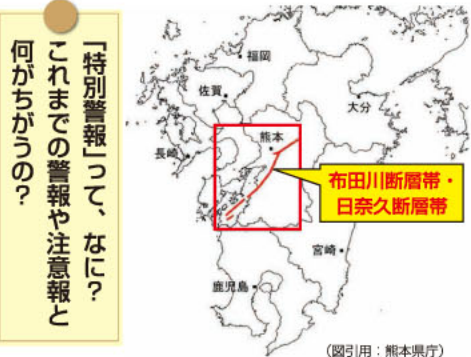 「特別警報」って、なに?
これまでの警報や注意報と
何がちがうの?
福岡
佐賀
大分
長崎
熊本
布田川断層帯・
日奈久断層帯
宮崎
鹿児島
(図引用:熊本県庁)